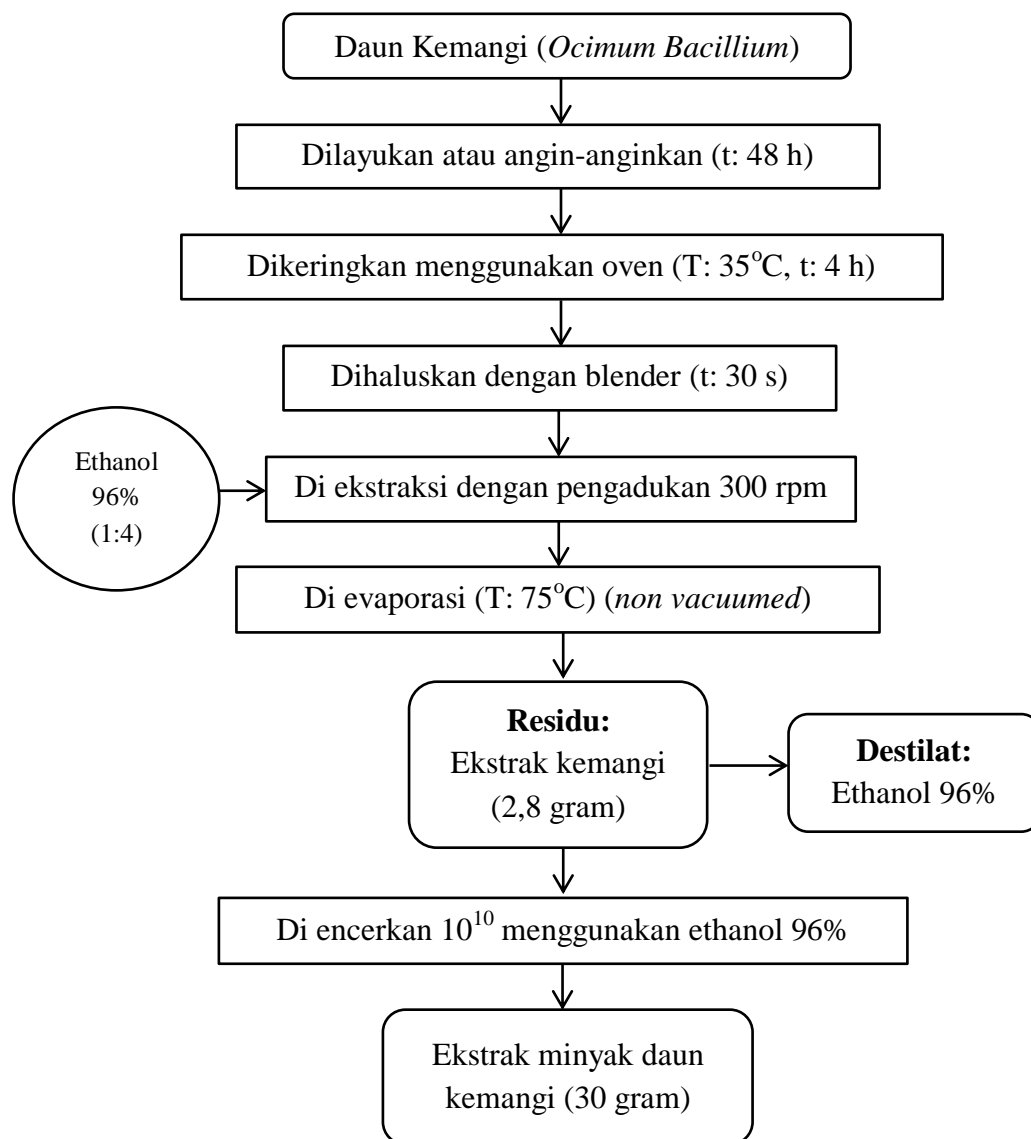 Daun Kemangi (Ocimum Bacillium)
Dilayukan atau angin-anginkan (t: 48 h)
Dikeringkan menggunakan oven (T: 35°C, t: 4 h)
Dihaluskan dengan blender (t: 30 s)
Ethanol
96%
(1:4)
Di ekstraksi dengan pengadukan 300 rpm
Di evaporasi (T: 75°C) (non vacuumed)
Residu:
Ekstrak kemangi
(2,8 gram)
Destilat:
Ethanol 96%
Di encerkan 10¹⁰ menggunakan ethanol 96%
Ekstrak minyak daun
kemangi (30 gram)